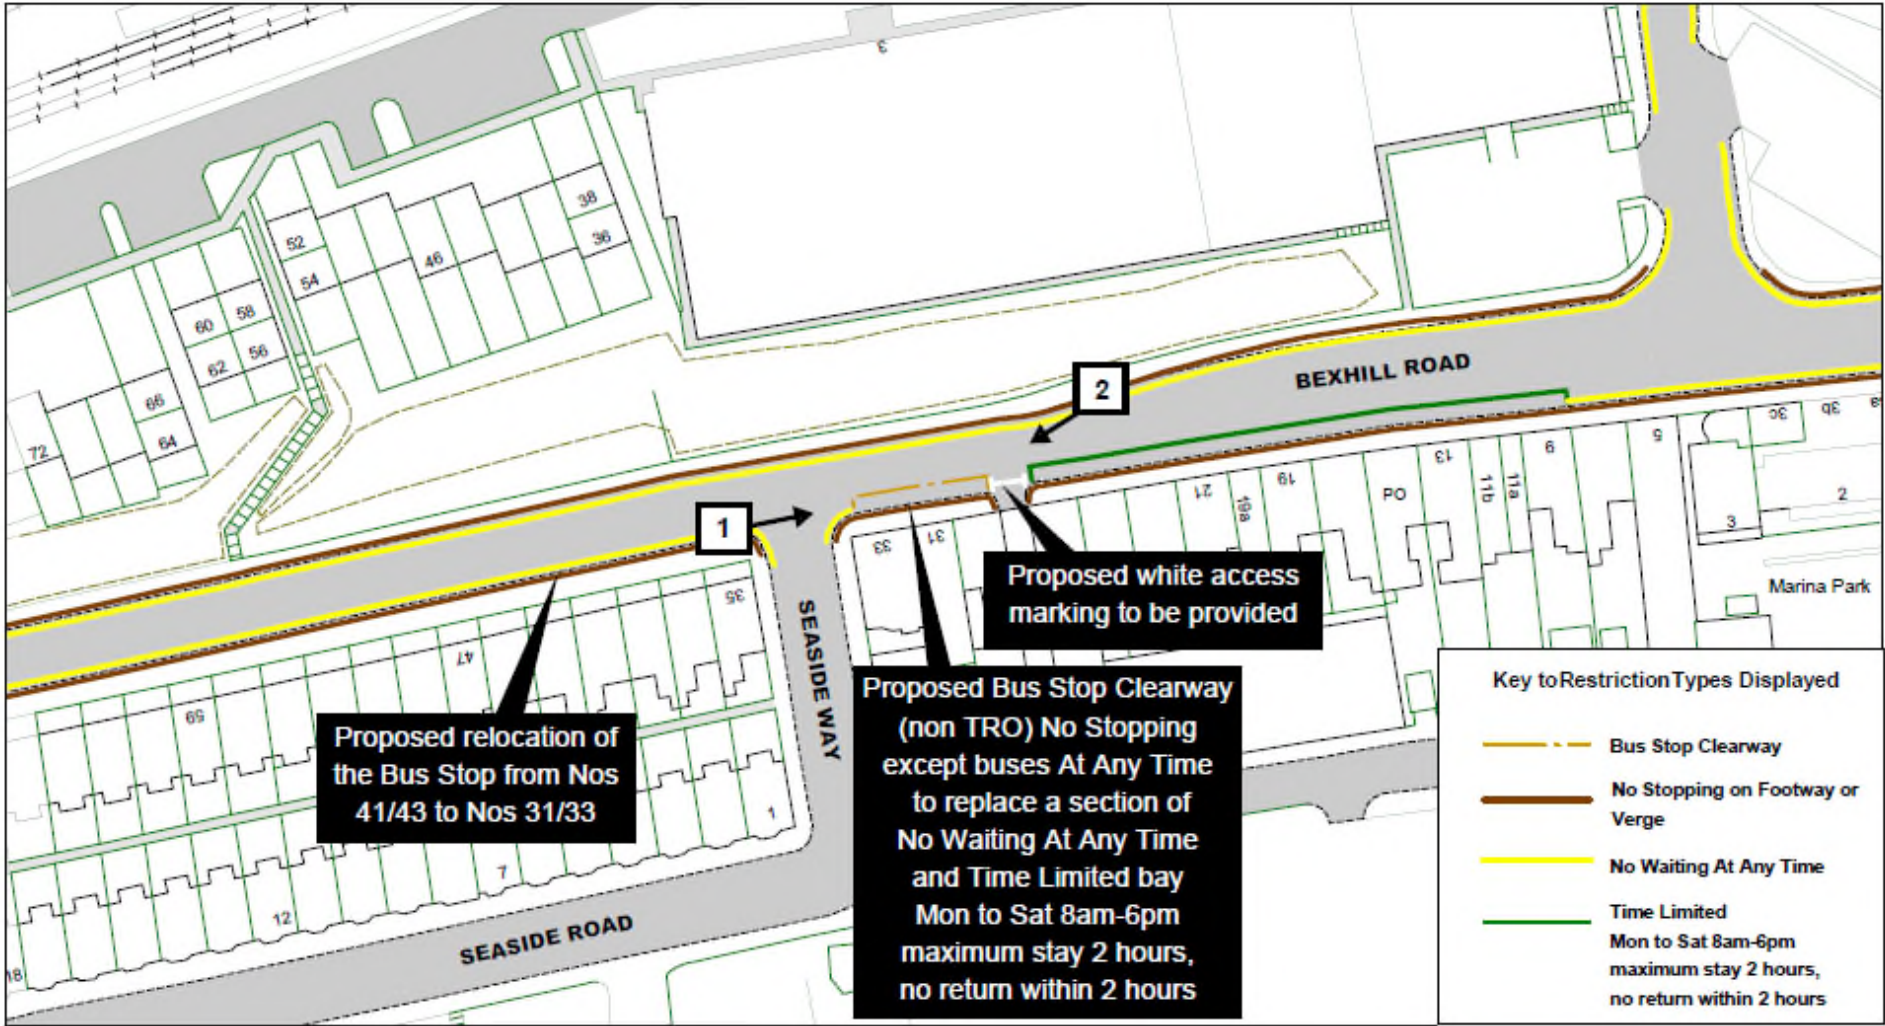 3
38
36
52
54
46
60
58
62
56
66
64
72
2
BEXHILL ROAD
1
33
31
21
19a
19
PO
13
11b
11a
9
5
3c
3b
3
2
Marina Park
Proposed white access
marking to be provided
SEASIDE WAY
35
47
59
Proposed relocation of
the Bus Stop from Nos
41/43 to Nos 31/33
Proposed Bus Stop Clearway
(non TRO) No Stopping
except buses At Any Time
to replace a section of
No Waiting At Any Time
and Time Limited bay
Mon to Sat 8am-6pm
maximum stay 2 hours,
no return within 2 hours
1
7
12
18
SEASIDE ROAD
Key to Restriction Types Displayed
Bus Stop Clearway
No Stopping on Footway or
Verge
No Waiting At Any Time
Time Limited
Mon to Sat 8am-6pm
maximum stay 2 hours,
no return within 2 hours